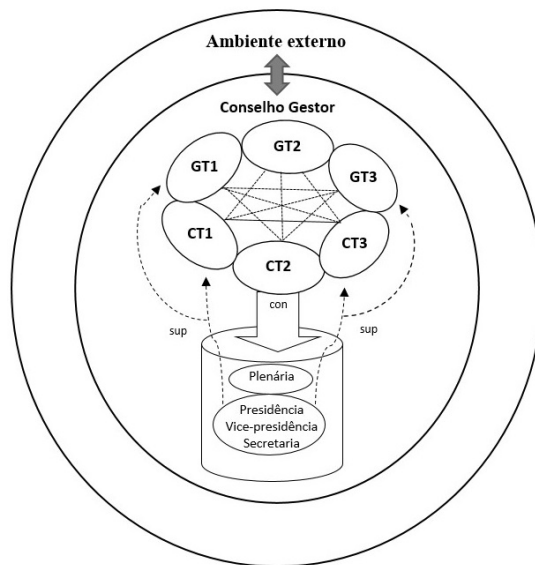 Ambiente externo
Conselho Gestor
GT2
GT1
GT3
CT1
CT3
CT2
con
sup
sup
Plenária
Presidência
Vice-presidência
Secretaria